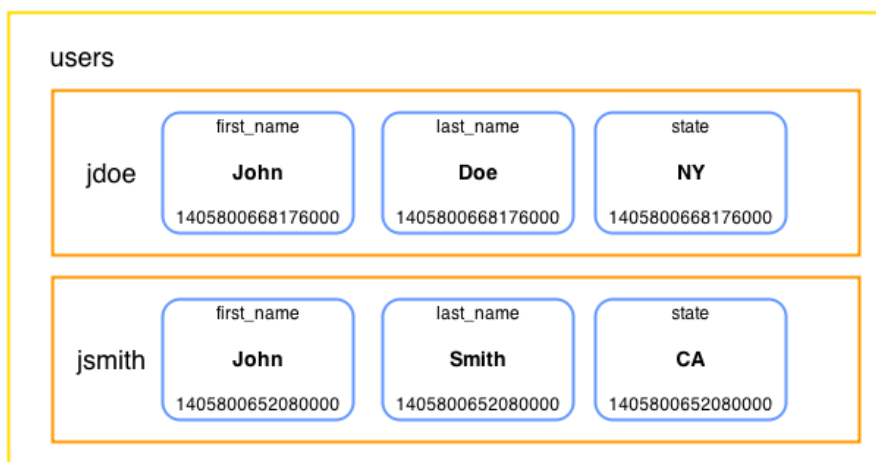 users
jdoe
first_name last_name state
John Doe NY
1405800668176000 1405800668176000 1405800668176000
jsmith
first_name last_name state
John Smith CA
1405800652080000 1405800652080000 1405800652080000